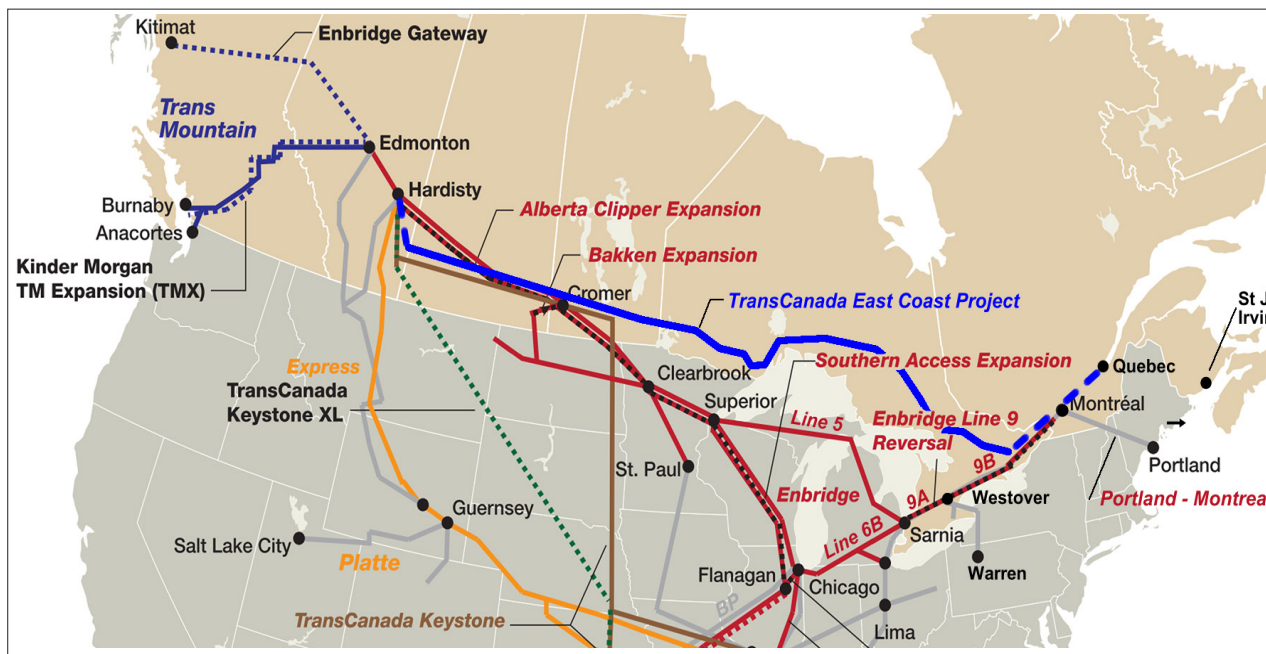 Kitimat
Enbridge Gateway
Trans
Mountain
Edmonton
Hardisty
Burnaby
Anacortes
Alberta Clipper Expansion
Kinder Morgan
TM Expansion (TMX)
Bakken Expansion
Cromer
TransCanada East Coast Project
St J
Irvin
Express
TransCanada
Keystone XL
Clearbrook
Southern Access Expansion
Quebec
Superior
Montréal
Line 5
Enbridge Line 9
Reversal
St. Paul
Enbridge
9A
9B
Westover
Portland
Portland - Montrea
Guernsey
Salt Lake City
Platte
Line 6B
Sarnia
Flanagan
Chicago
Warren
BP
Lima
TransCanada Keystone